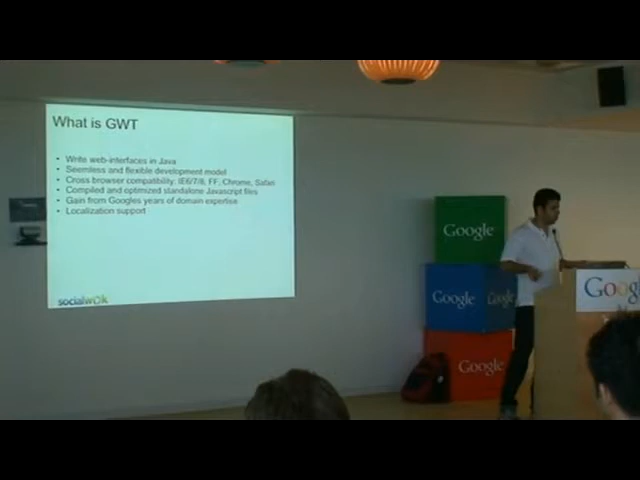 What is GWT
• Write web-interfaces in Java
• Seemless and flexible development model
• Cross browser compatibility: IE6/7/8, FF, Chrome, Safari
• Compiled and optimized standalone Javascript files
• Gain from Googles years of domain expertise
• Localization support
socialwok
Google
Google
Google
Google
Google